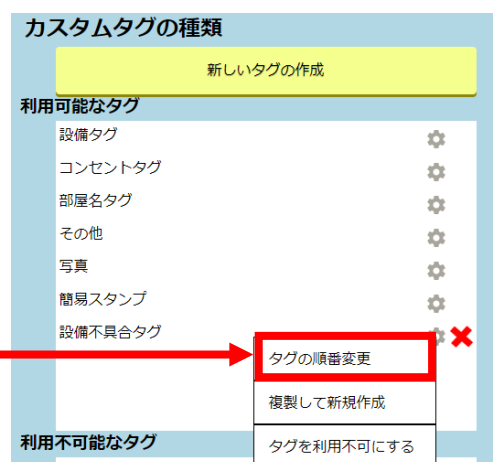 カスタムタグの種類
新しいタグの作成
利用可能なタグ
設備タグ
コンセントタグ
部屋名タグ
その他
写真
簡易スタンプ
設備不具合タグ
タグの順番変更
複製して新規作成
利用不可能なタグ
タグを利用不可にする